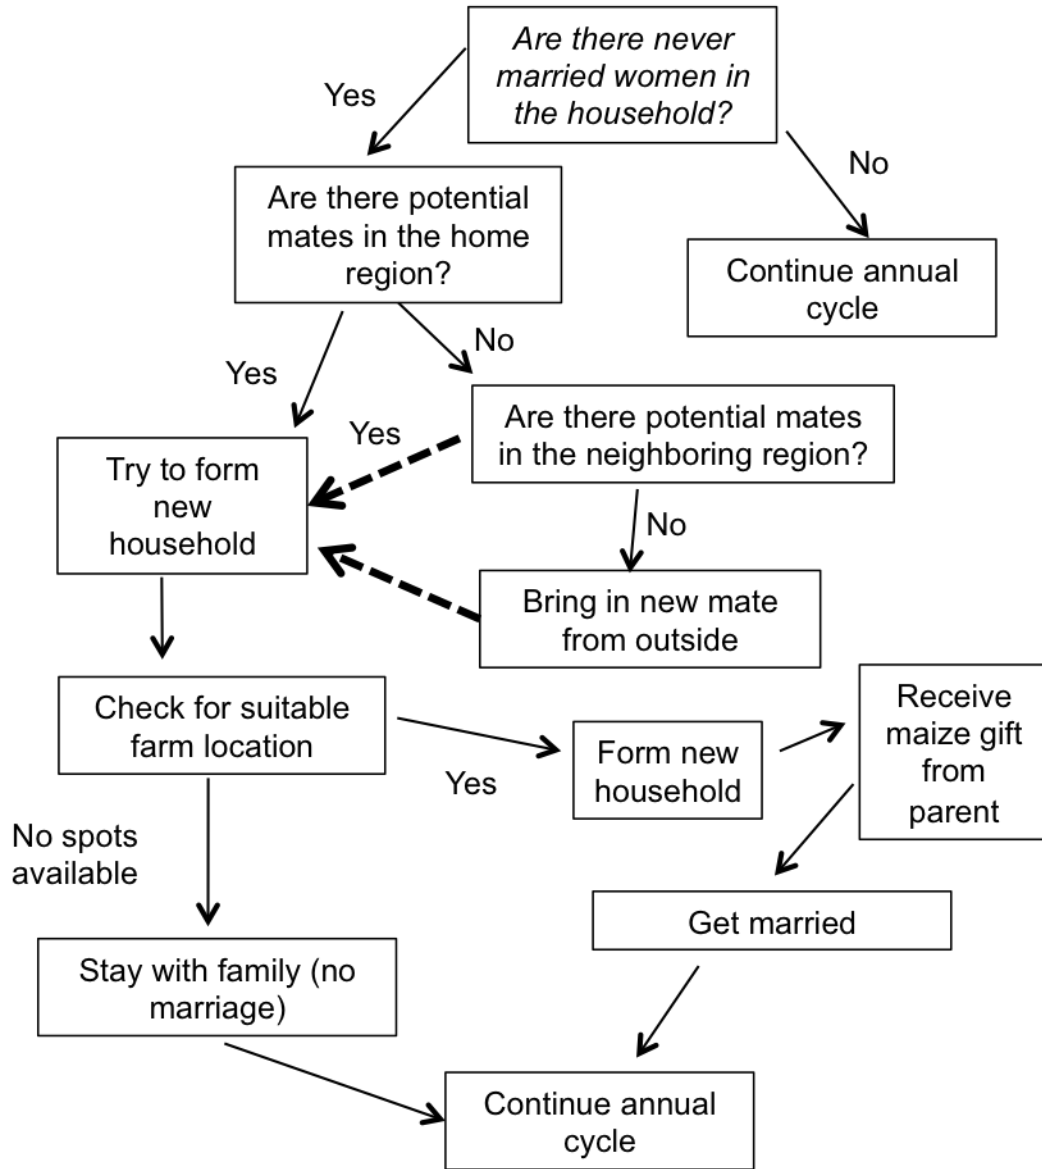 Are there never
married women in
the household?
Yes
No
Are there potential
mates in the home
region?
Continue annual
cycle
Yes
No
Are there potential mates
in the neighboring region?
Yes
Try to form
new
household
No
Bring in new mate
from outside
Check for suitable
farm location
Yes
Form new
household
Receive
maize gift
from
parent
No spots
available
Get married
Stay with family (no
marriage)
Continue annual
cycle